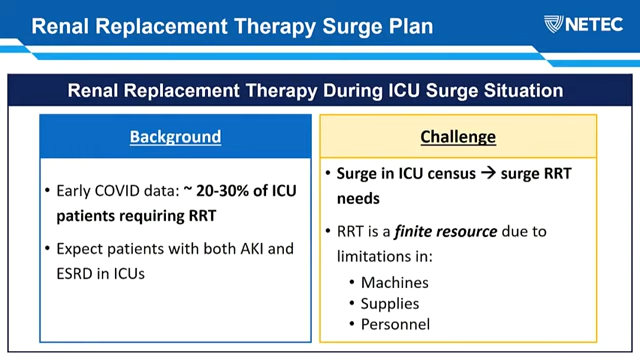 Renal Replacement Therapy Surge Plan
NETEC
Renal Replacement Therapy During ICU Surge Situation
Background
• Early COVID data: ~ 20-30% of ICU
patients requiring RRT
• Expect patients with both AKI and
ESRD in ICUs
Challenge
• Surge in ICU census → surge RRT
needs
• RRT is a finite resource due to
limitations in:
• Machines
• Supplies
• Personnel